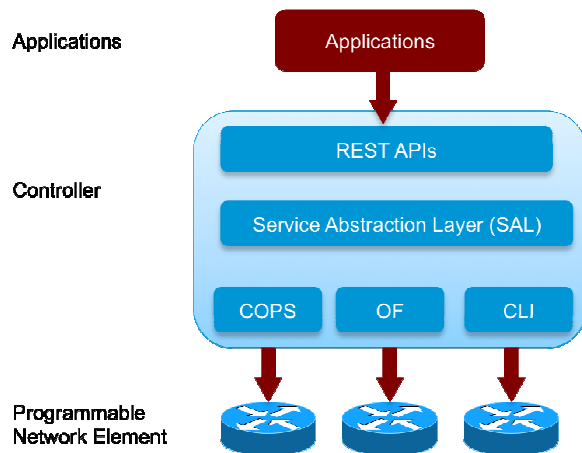 Applications
Applications
REST APIs
Controller
Service Abstraction Layer (SAL)
COPS
OF
CLI
Programmable
Network Element